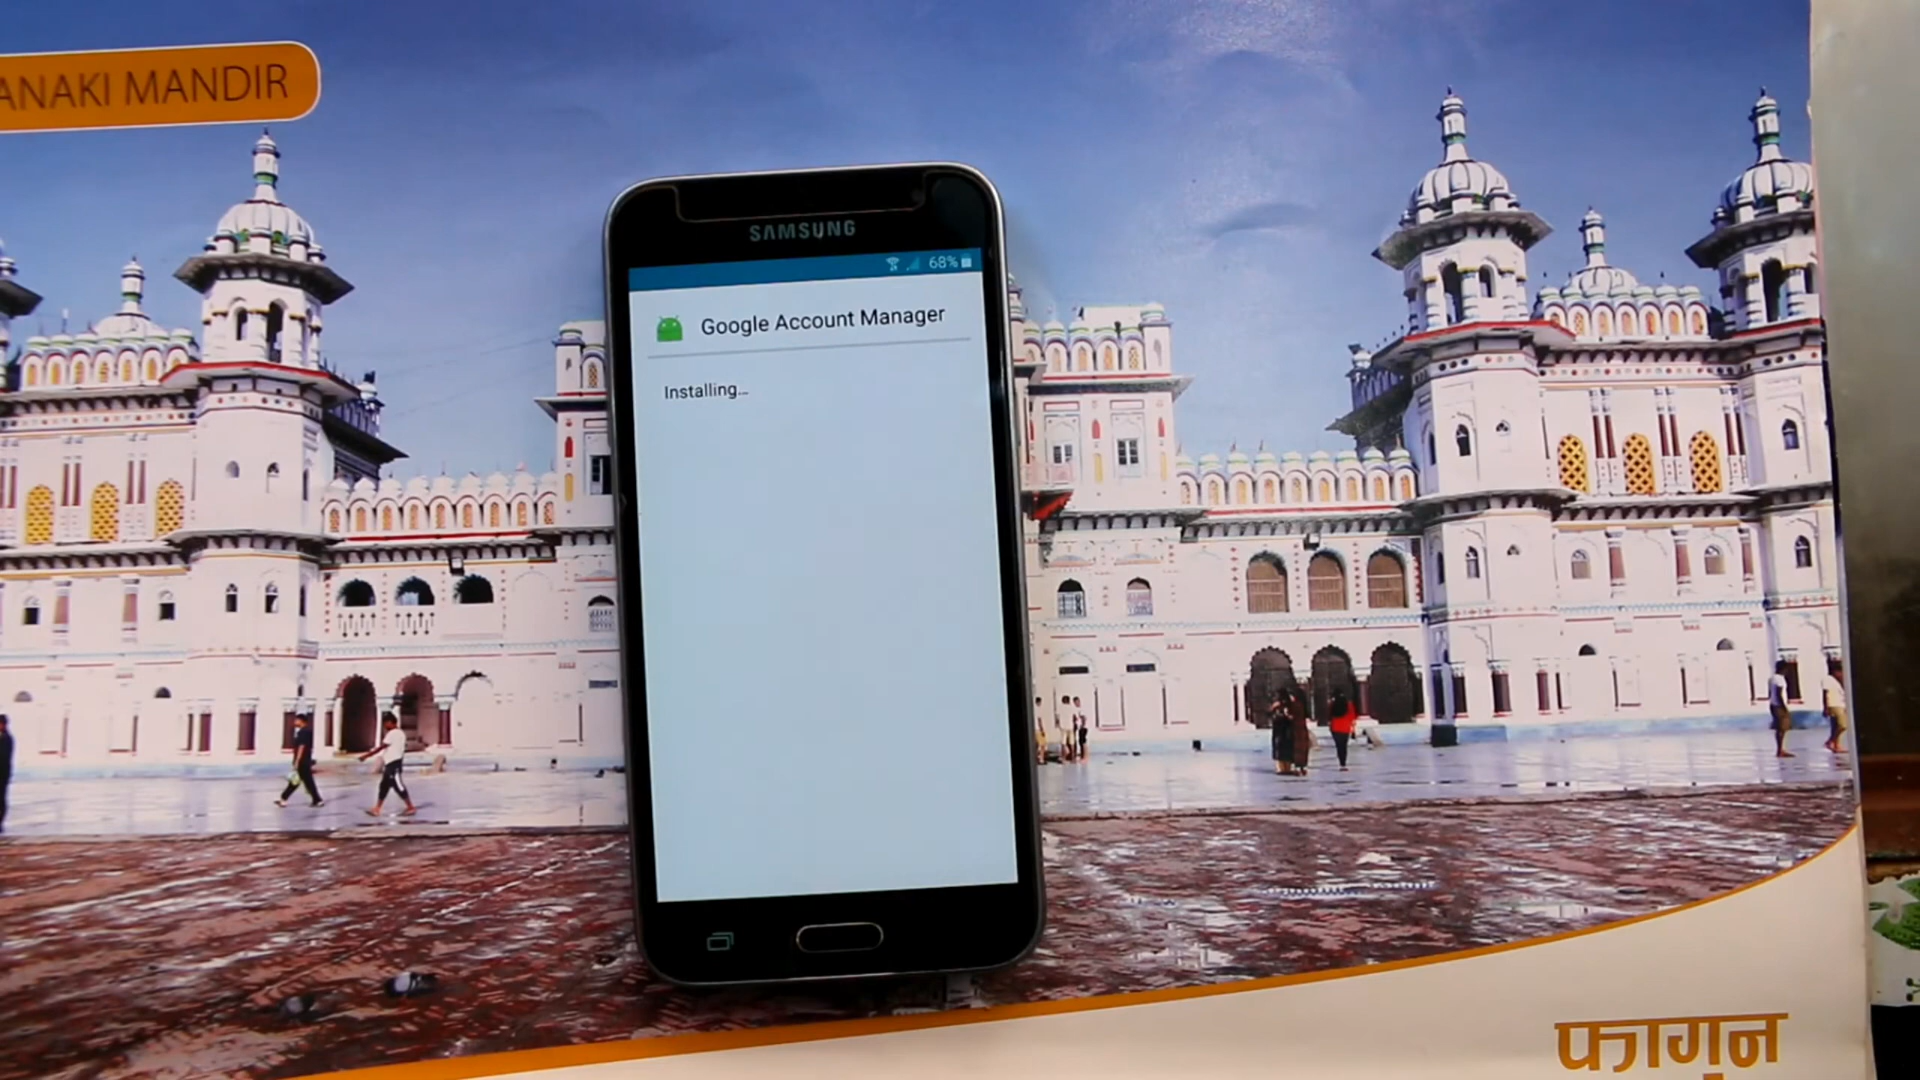 ANAKI MANDIR
SAMSUNG
68%
Google Account Manager
Installing...
फागुन